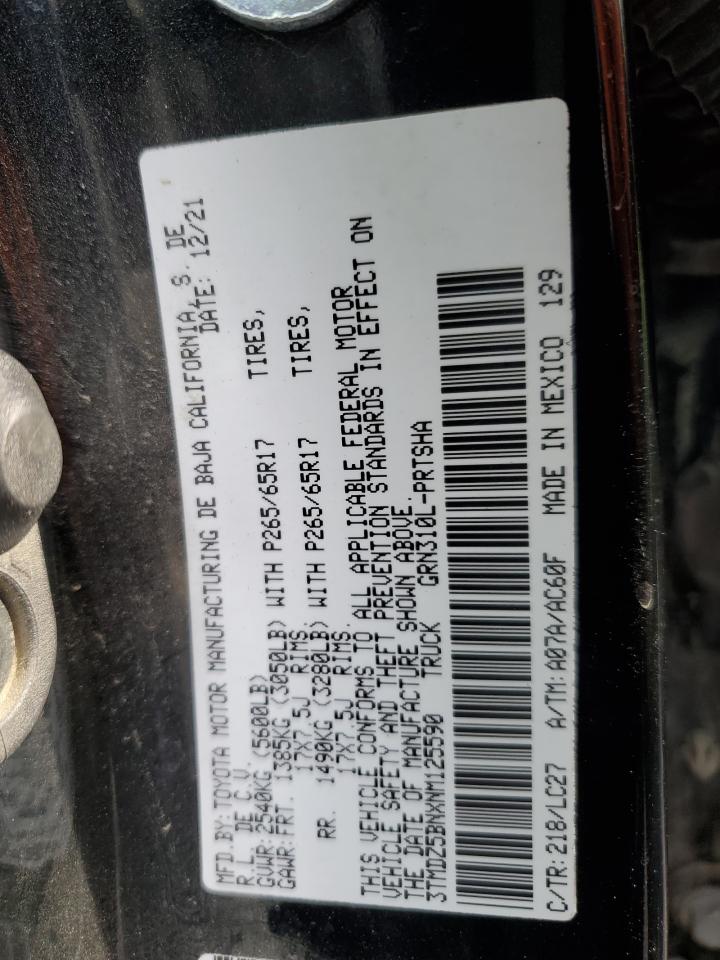 MFD.BY: TOYOTA MOTOR MANUFACTURING DE BAJA CALIFORNIA, S. DE
R.L. DE C.V. DATE: 12/21
GVWR: 2540KG (5600LB)
GAWR: FRT. 1385KG (3050LB) WITH P265/65R17 TIRES,
17X7.5J RIMS,
RR. 1490KG (3280LB) WITH P265/65R17 TIRES,
17X7.5J RIMS.
THIS VEHICLE CONFORMS TO ALL APPLICABLE FEDERAL MOTOR
VEHICLE SAFETY AND THEFT PREVENTION STANDARDS IN EFFECT ON
THE DATE OF MANUFACTURE SHOWN ABOVE.
3TMDZ5BNXNM125590 TRUCK GRN310L-PRTSHA
C/TR: 218/LC27 A/TM: A07A/AC60F MADE IN MEXICO 129